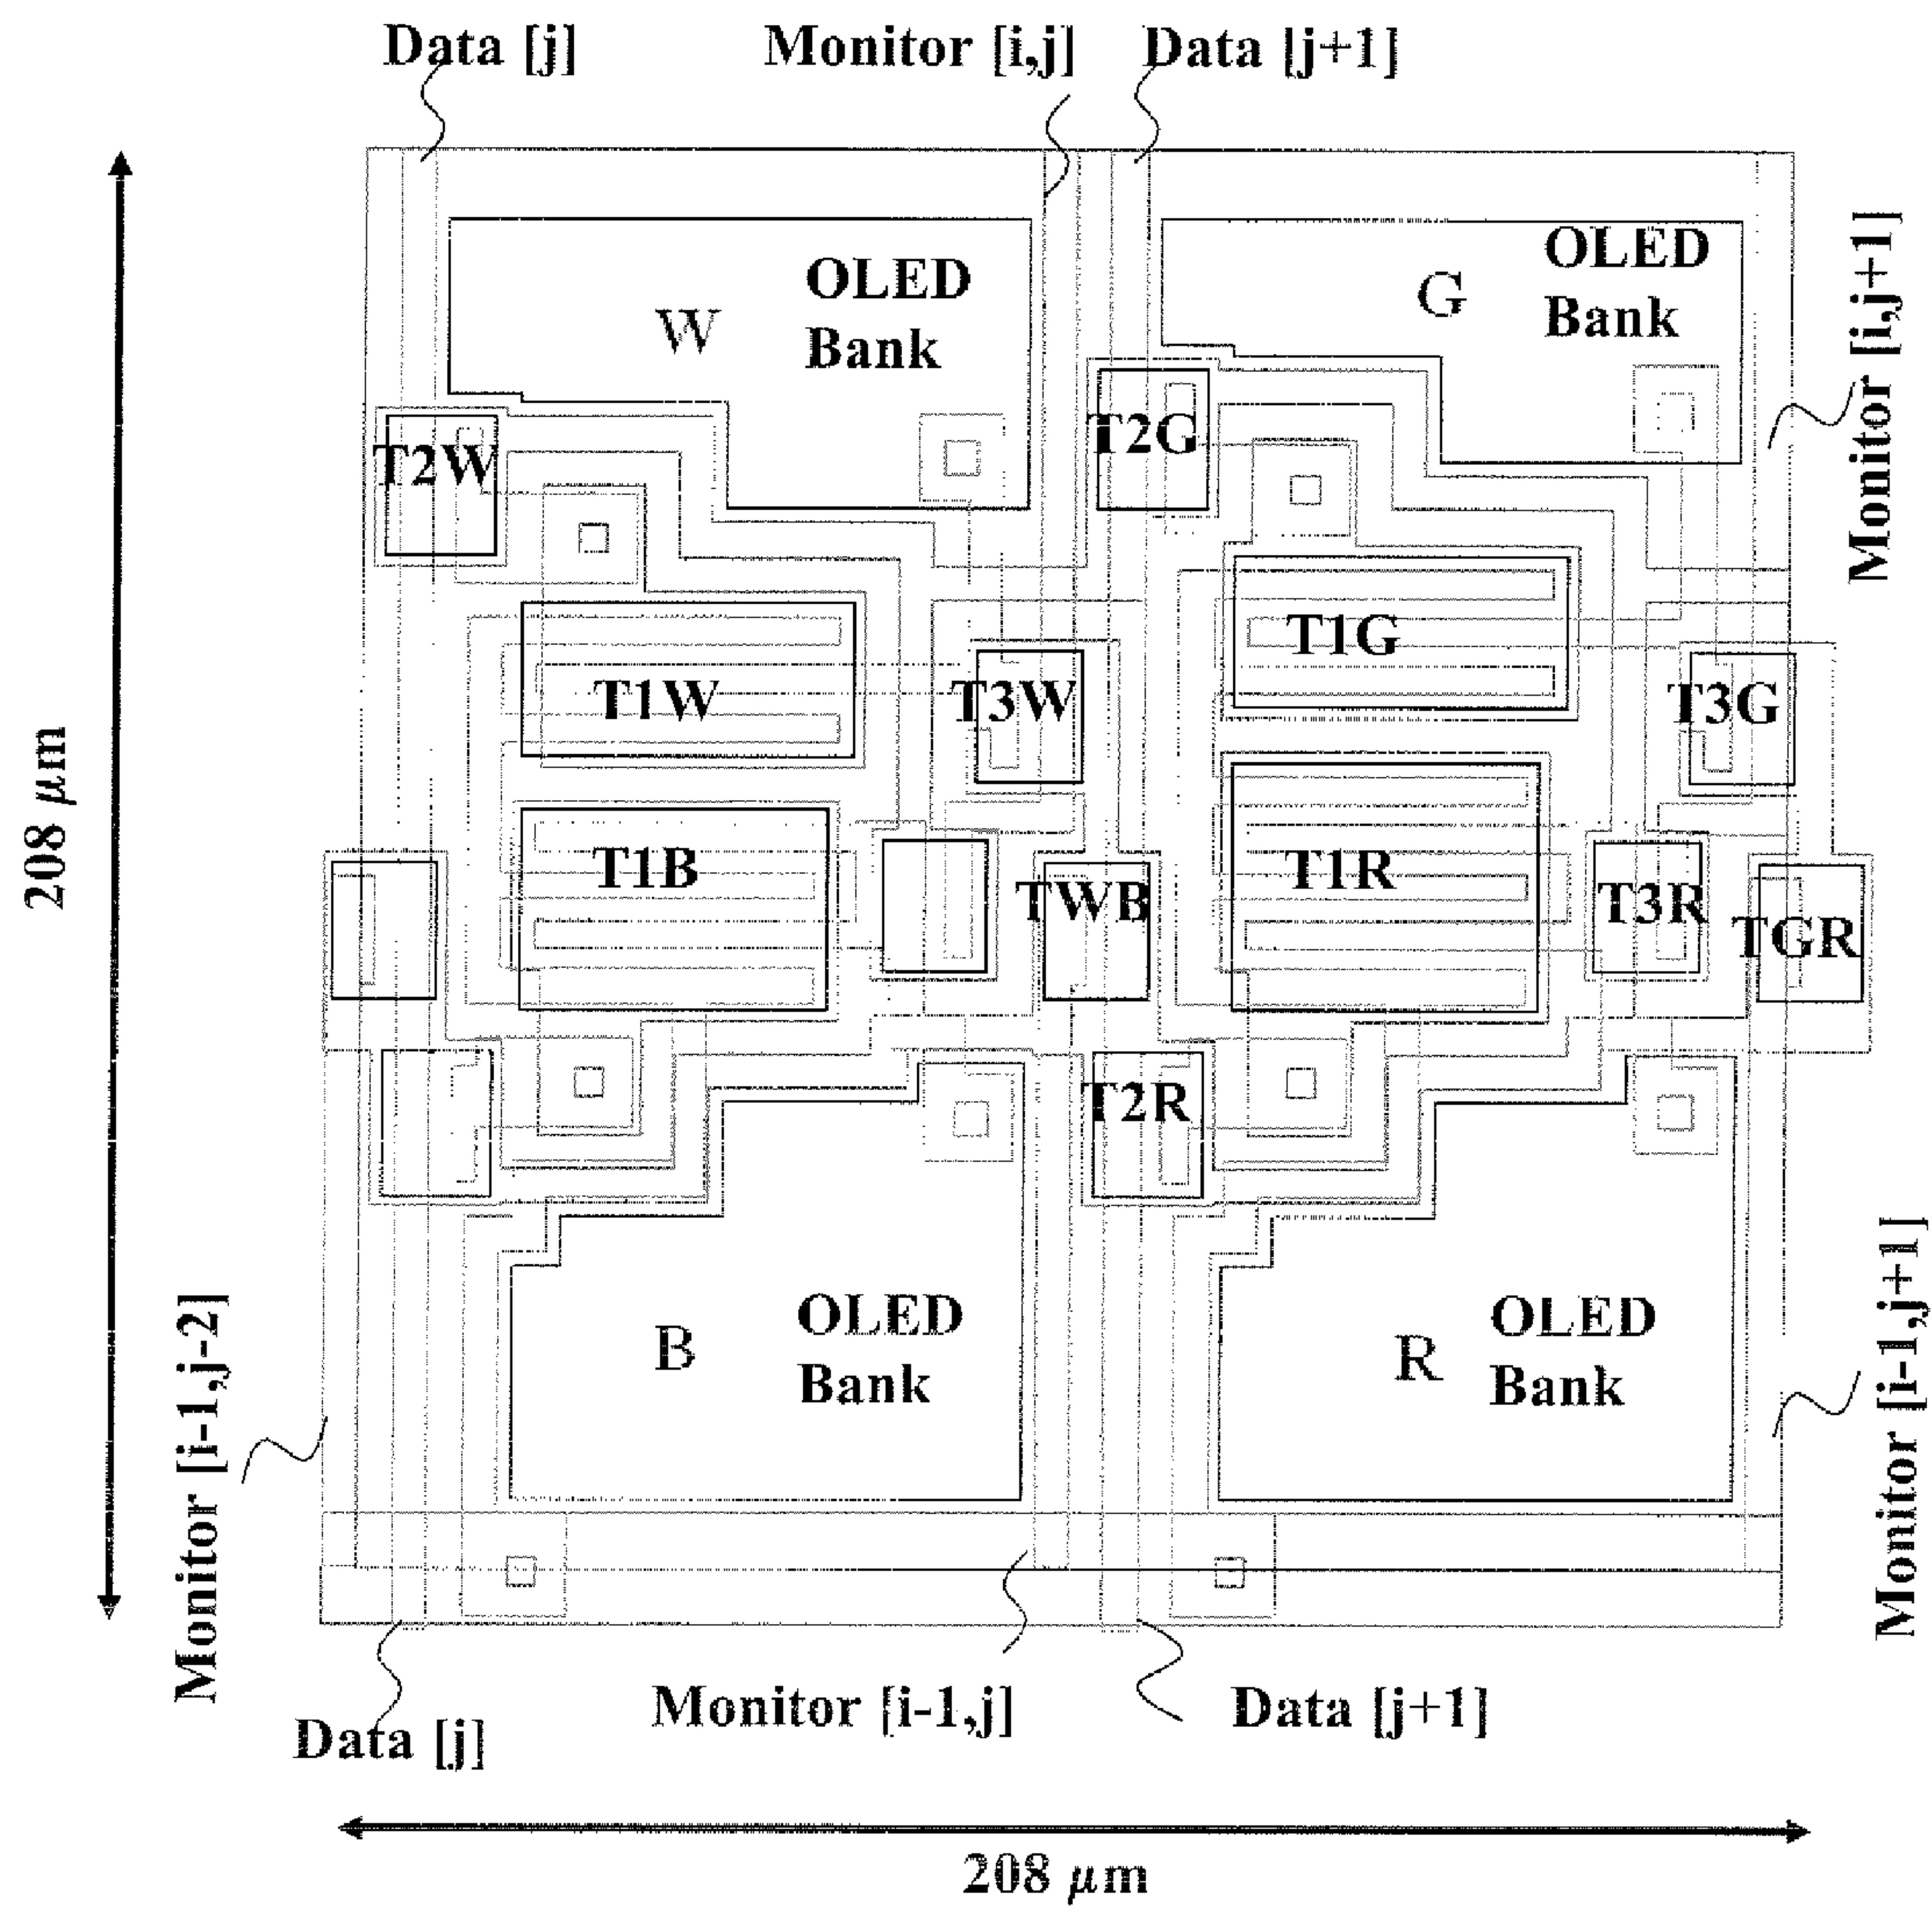 Data [j]
Monitor [i,j]
Data [j+1]
OLED
Bank
W
OLED
Bank
G
Monitor [i,j+1]
T2W
T2G
T1W
T3W
T1G
T3G
208 μm
T1B
TWB
T1R
T3R
TGR
T2R
OLED
Bank
B
OLED
Bank
R
Monitor [i-1,j-2]
Monitor [i-1,j+1]
Data [j]
Monitor [i-1,j]
Data [j+1]
208 μm